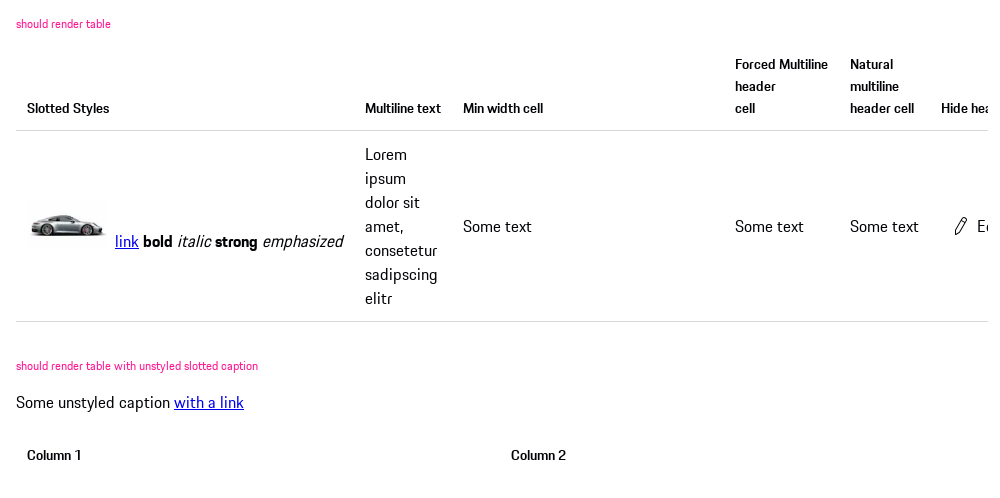 should render table
Forced Multiline
header
cell
Natural
multiline
header cell
Slotted Styles
Multiline text
Min width cell
Hide hea
link bold italic strong emphasized
Lorem
ipsum
dolor sit
amet,
consetetur
sadipscing
elitr
Some text
Some text
Some text
should render table with unstyled slotted caption
Some unstyled caption with a link
Column 1
Column 2